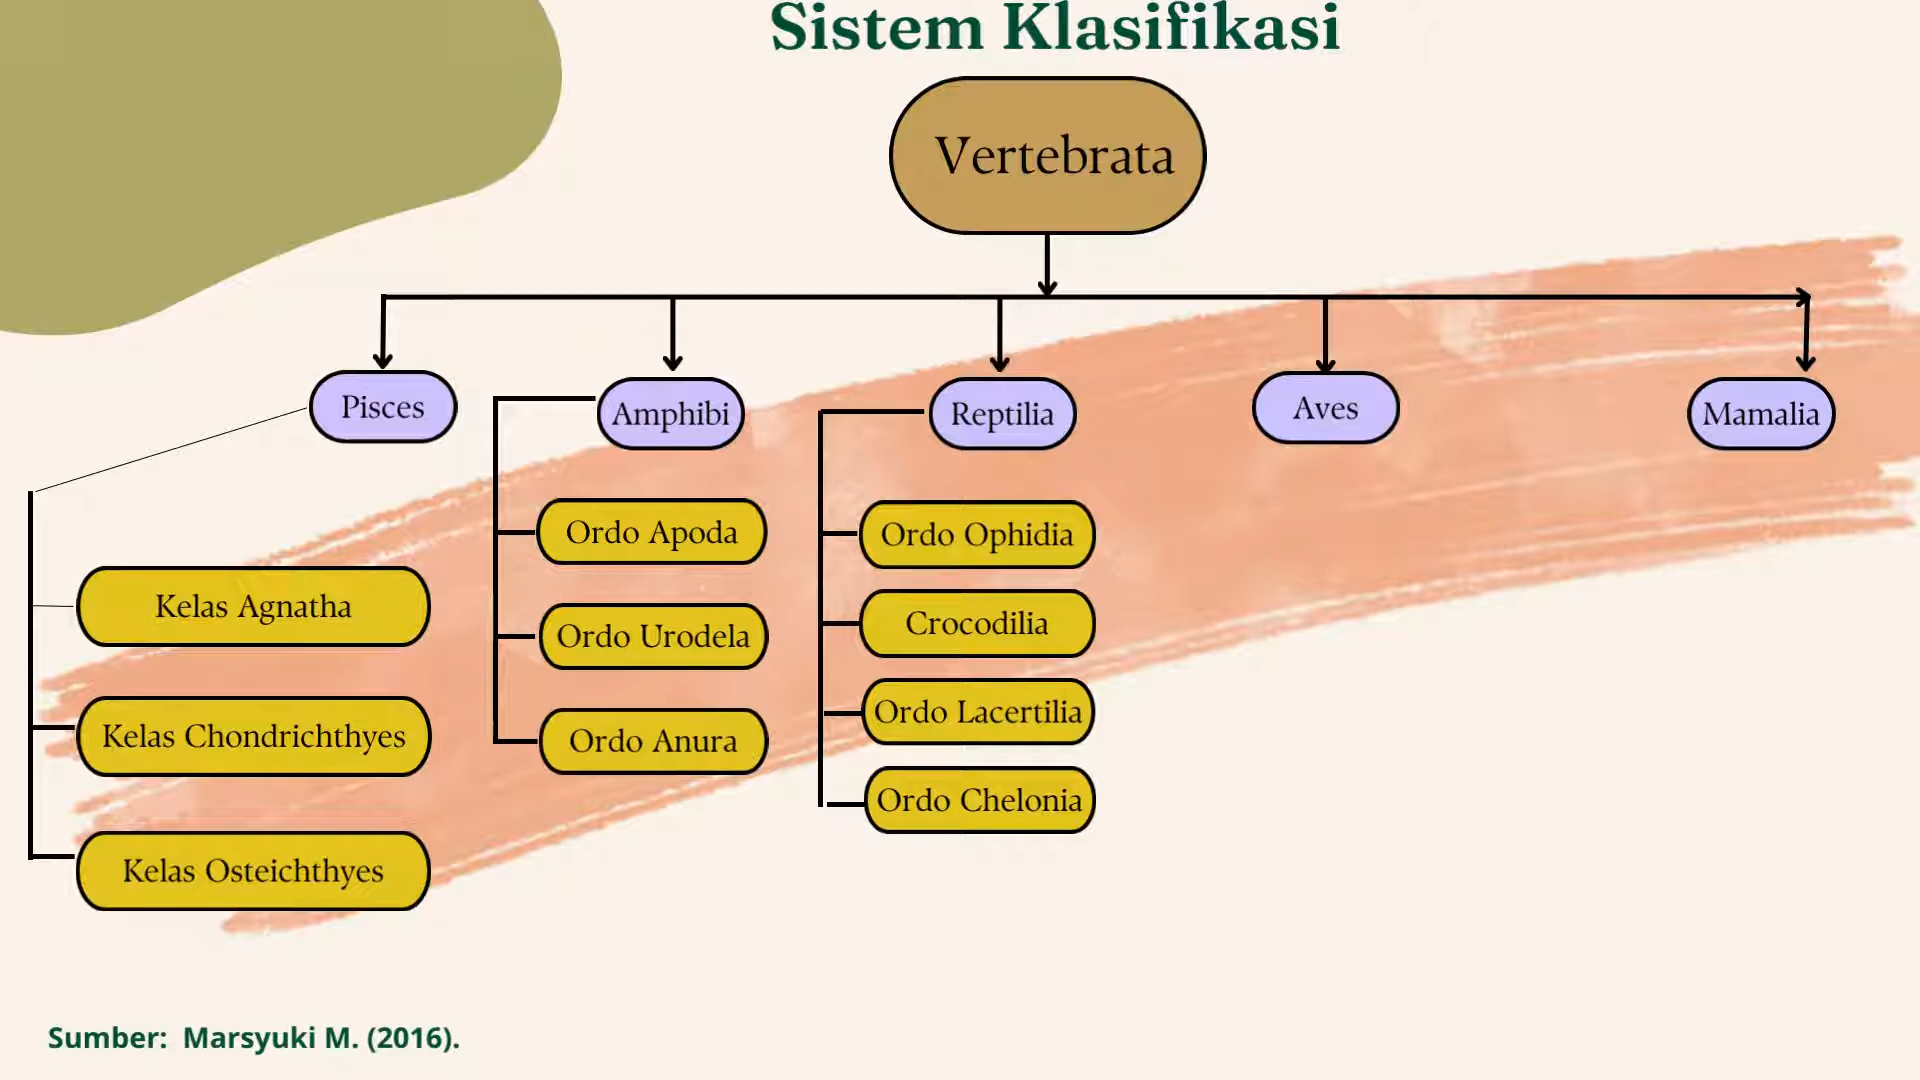 Sistem Klasifikasi
Vertebrata
Pisces
Amphibi
Reptilia
Aves
Mamalia
Kelas Agnatha
Kelas Chondrichthyes
Kelas Osteichthyes
Ordo Apoda
Ordo Urodela
Ordo Anura
Ordo Ophidia
Crocodilia
Ordo Lacertilia
Ordo Chelonia
Sumber: Marsyuki M. (2016).